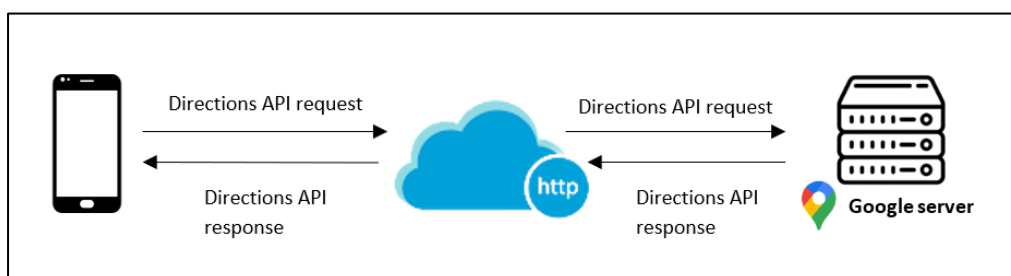 Directions API request
Directions API request
http
Directions API
response
Directions API
response
Google server